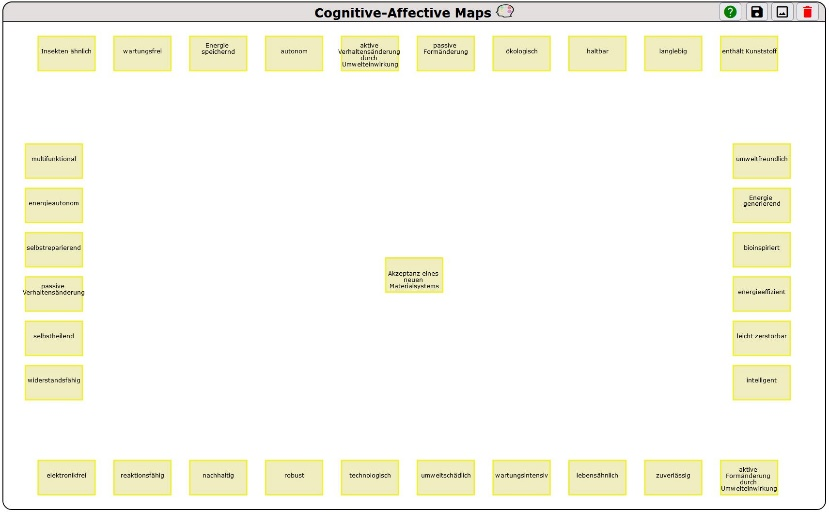 Cognitive-Affective Maps
Insekten ähnlich
wartungsfrei
Energie
speichernd
autonom
aktive
Verhaltensänderung
durch
Umwelteinwirkung
passive
Formänderung
ökologisch
haltbar
langlebig
enthält Kunststoff
multifunktional
umweltfreundlich
energieautonom
Energie
generierend
selbstreparierend
bioinspiriert
Akzeptanz eines
neuen
Materialsystems
passive
Verhaltensänderung
energieeffizient
selbstheilend
leicht zerstörbar
widerstandsfähig
intelligent
elektronikfrei
reaktionsfähig
nachhaltig
robust
technologisch
umweltschädlich
wartungsintensiv
lebensähnlich
zuverlässig
aktive
Formänderung
durch
Umwelteinwirkung